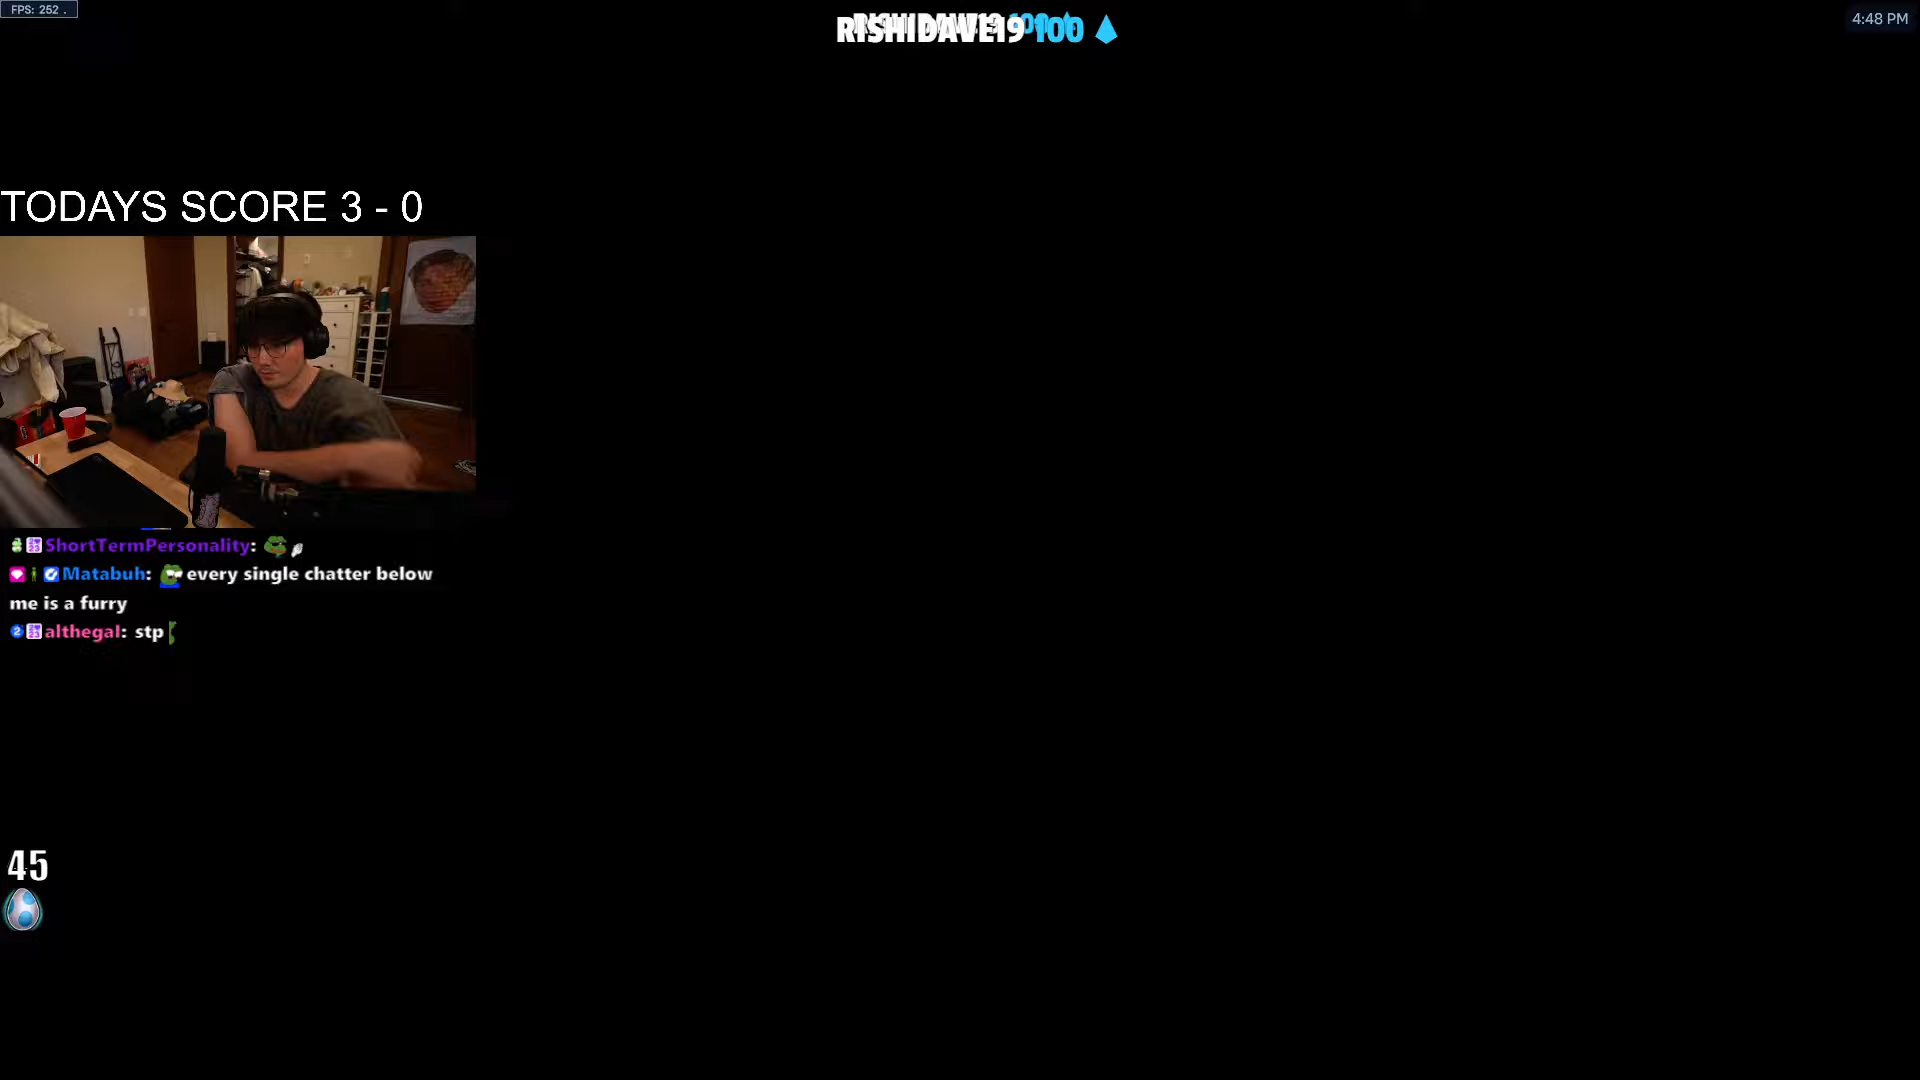 FPS: 252 .
RISHIDAVE19 100
4:48 PM
TODAYS SCORE 3 - 0
ShortTermPersonality:
Matabuh: every single chatter below
me is a furry
althegal: stp
45